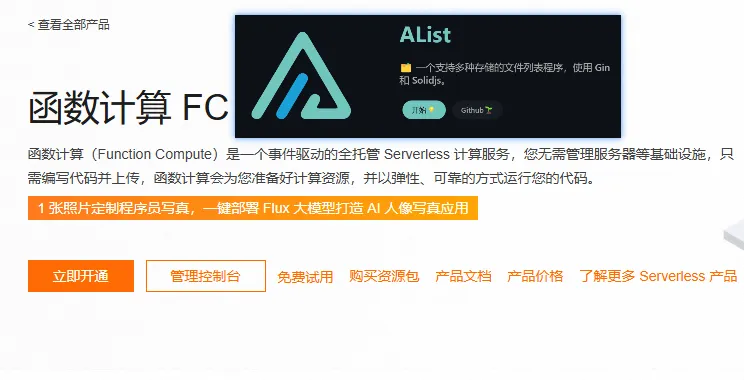 < 查看全部产品
AList
🗂️ 一个支持多种存储的文件列表程序，使用 Gin
和 Solidjs。
开始💡
Github🌱
函数计算 FC
函数计算（Function Compute）是一个事件驱动的全托管 Serverless 计算服务，您无需管理服务器等基础设施，只
需编写代码并上传，函数计算会为您准备好计算资源，并以弹性、可靠的方式运行您的代码。
1 张照片定制程序员写真，一键部署 Flux 大模型打造 AI 人像写真应用
立即开通 管理控制台 免费试用 购买资源包 产品文档 产品价格 了解更多 Serverless 产品